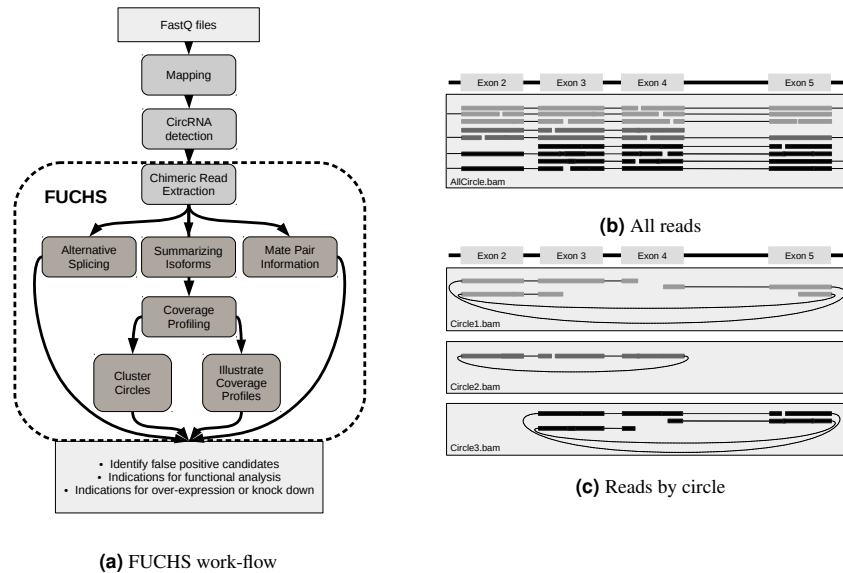 FastQ files
Mapping
CircRNA
detection
Chimeric Read
Extraction
FUCHS
Alternative
Splicing
Summarizing
Isoforms
Mate Pair
Information
Coverage
Profiling
Cluster
Circles
Illustrate
Coverage
Profiles
• Identify false positive candidates
• Indications for functional analysis
• Indications for over-expression or knock down
(a) FUCHS work-flow
Exon 2 Exon 3 Exon 4 Exon 5
AllCircle.bam
(b) All reads
Exon 2 Exon 3 Exon 4 Exon 5
Circle1.bam
Circle2.bam
Circle3.bam
(c) Reads by circle